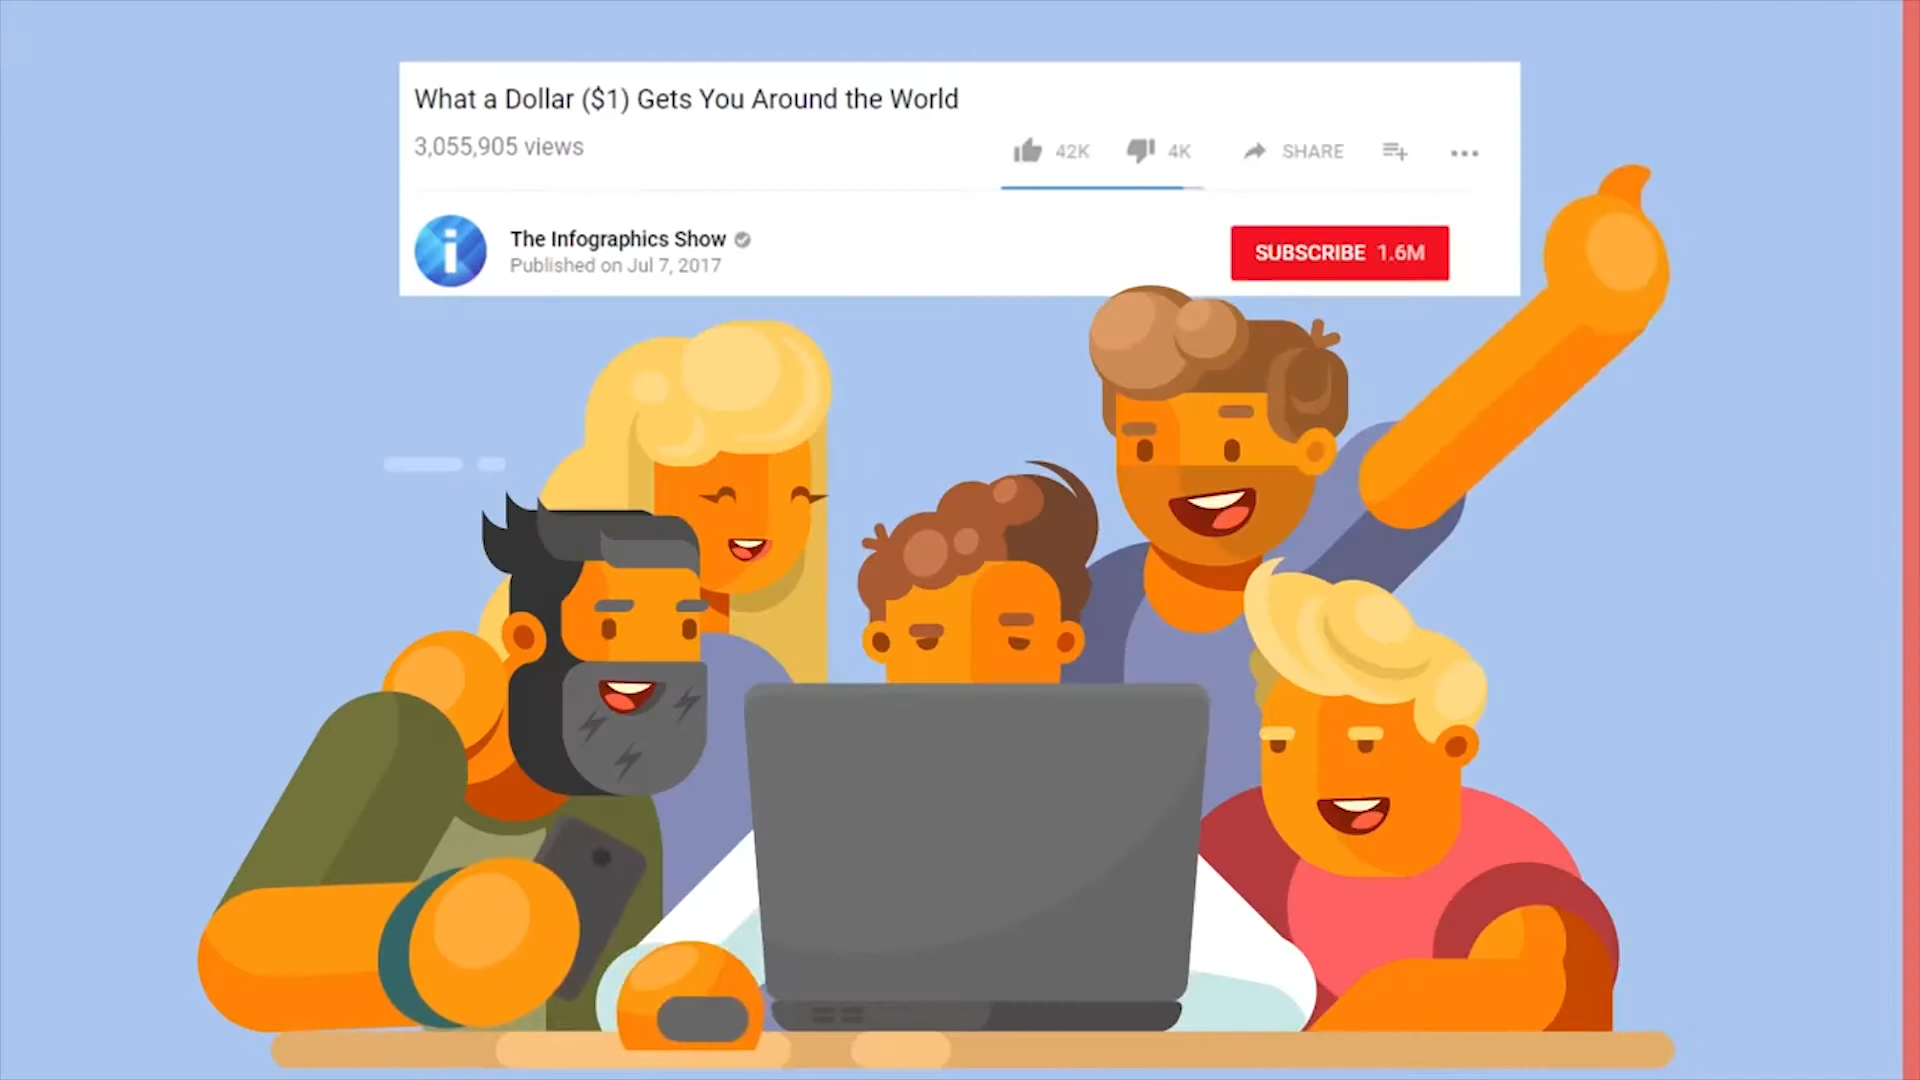 What a Dollar ($1) Gets You Around the World
3,055,905 views
42K 4K SHARE
The Infographics Show
Published on Jul 7, 2017
SUBSCRIBE 1.6M